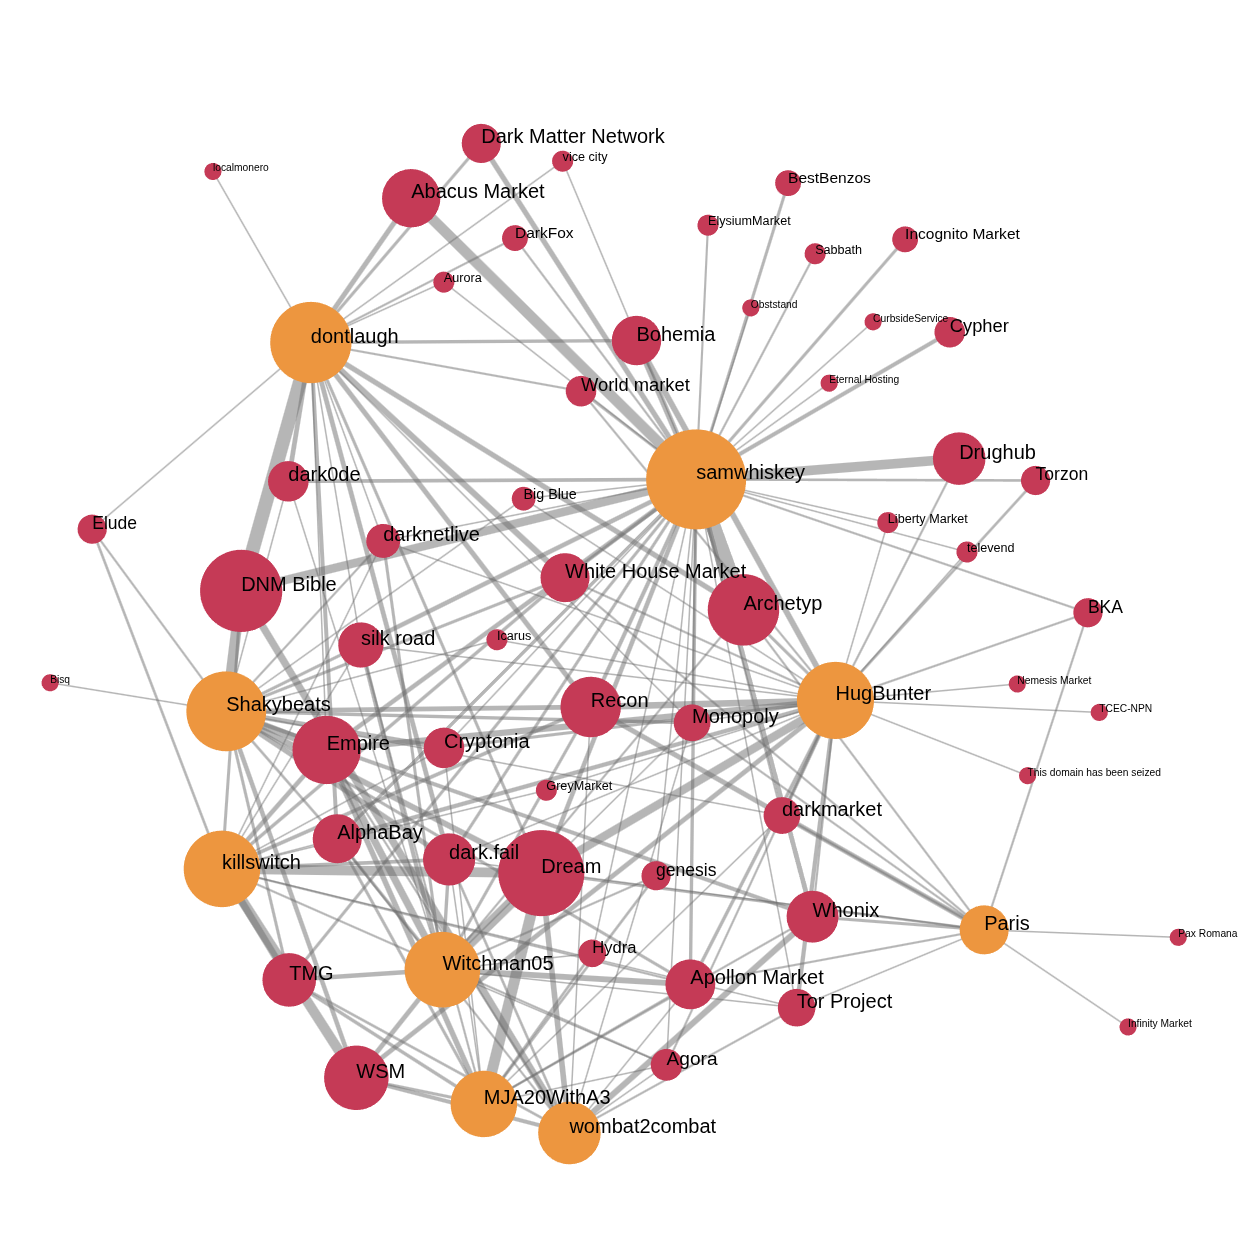 Dark Matter Network
vice city
localmonero
BestBenzos
Abacus Market
ElysiumMarket
DarkFox
Incognito Market
Sabbath
Aurora
Obststand
CurbsideService
Cypher
dontlaugh
Bohemia
Eternal Hosting
World market
Drughub
samwhiskey
dark0de
Torzon
Big Blue
Elude
Liberty Market
darknetlive
televend
White House Market
DNM Bible
Archetyp
BKA
silk road
Icarus
Bisq
Nemesis Market
HugBunter
Shakybeats
Recon
TCEC-NPN
Monopoly
Empire
Cryptonia
This domain has been seized
GreyMarket
darkmarket
AlphaBay
dark.fail
killswitch
Dream
genesis
Whonix
Paris
Pax Romana
Hydra
Witchman05
TMG
Apollon Market
Tor Project
Infinity Market
Agora
WSM
MJA20WithA3
wombat2combat